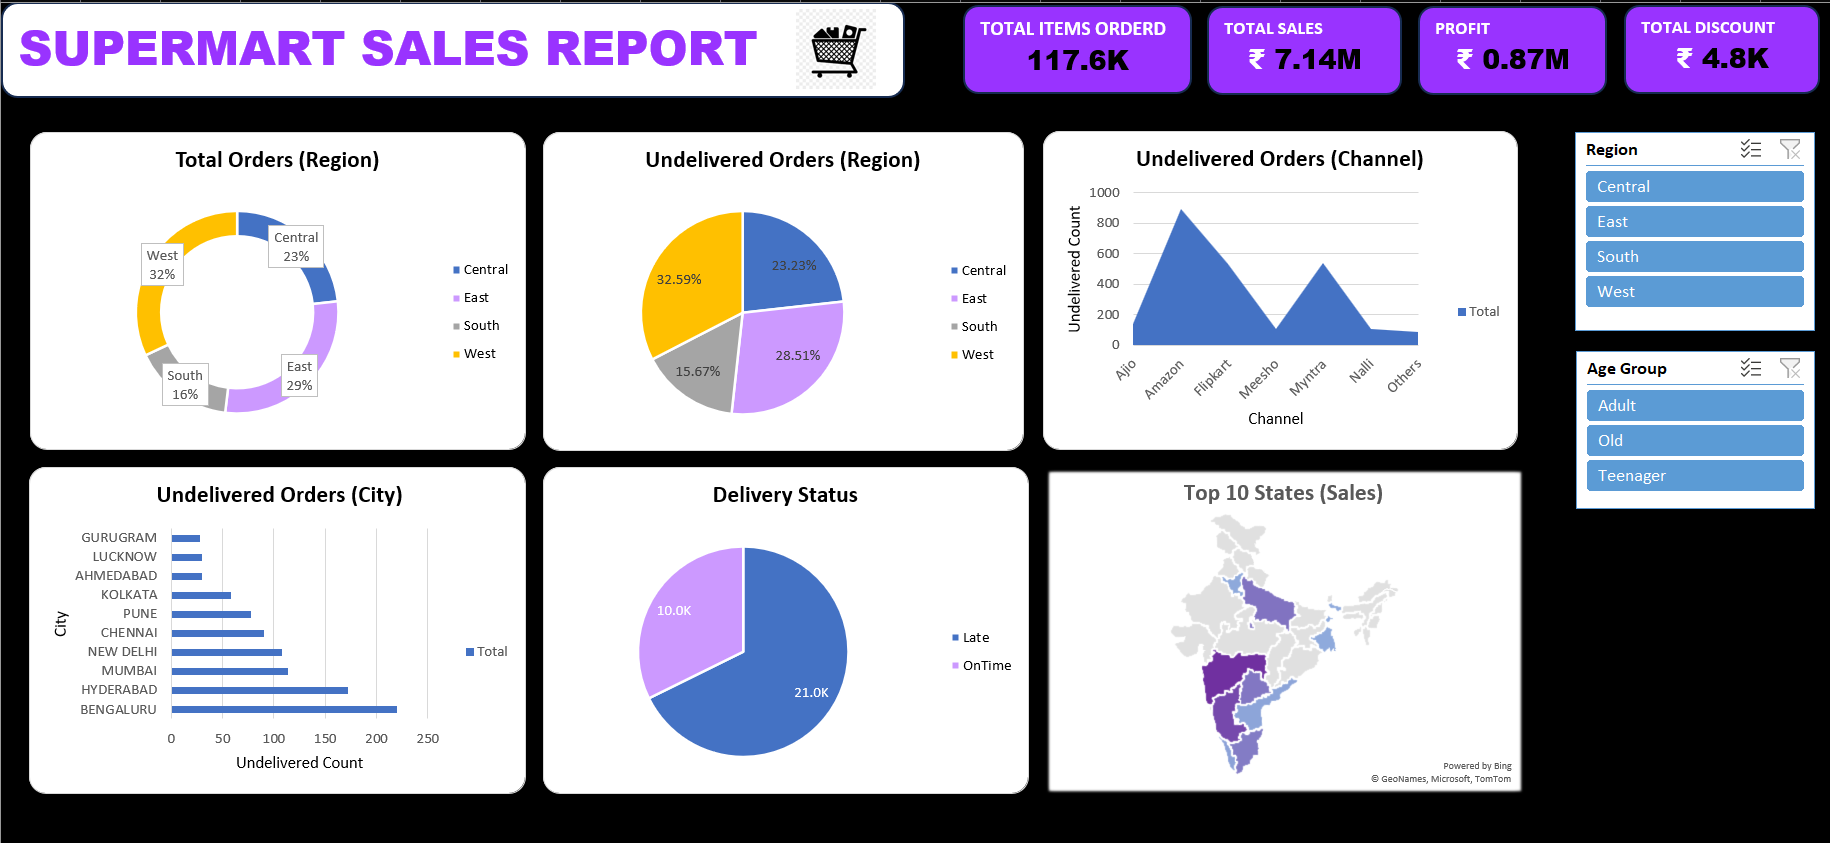 SUPERMART SALES REPORT
TOTAL ITEMS ORDERD
117.6K
TOTAL SALES
₹ 7.14M
PROFIT
₹ 0.87M
TOTAL DISCOUNT
₹ 4.8K
Total Orders (Region)
Central
23%
West
32%
East
29%
South
16%
Central
East
South
West
Undelivered Orders (Region)
23.23%
32.59%
28.51%
15.67%
Central
East
South
West
Undelivered Orders (Channel)
Undelivered Count
1000
800
600
400
200
0
Ajio
Amazon
Flipkart
Meesho
Myntra
Nalli
Others
Channel
Total
Region
Central
East
South
West
Age Group
Adult
Old
Teenager
Undelivered Orders (City)
City
GURUGRAM
LUCKNOW
AHMEDABAD
KOLKATA
PUNE
CHENNAI
NEW DELHI
MUMBAI
HYDERABAD
BENGALURU
0 50 100 150 200 250
Undelivered Count
Total
Delivery Status
10.0K
21.0K
Late
OnTime
Top 10 States (Sales)
Powered by Bing
© GeoNames, Microsoft, TomTom